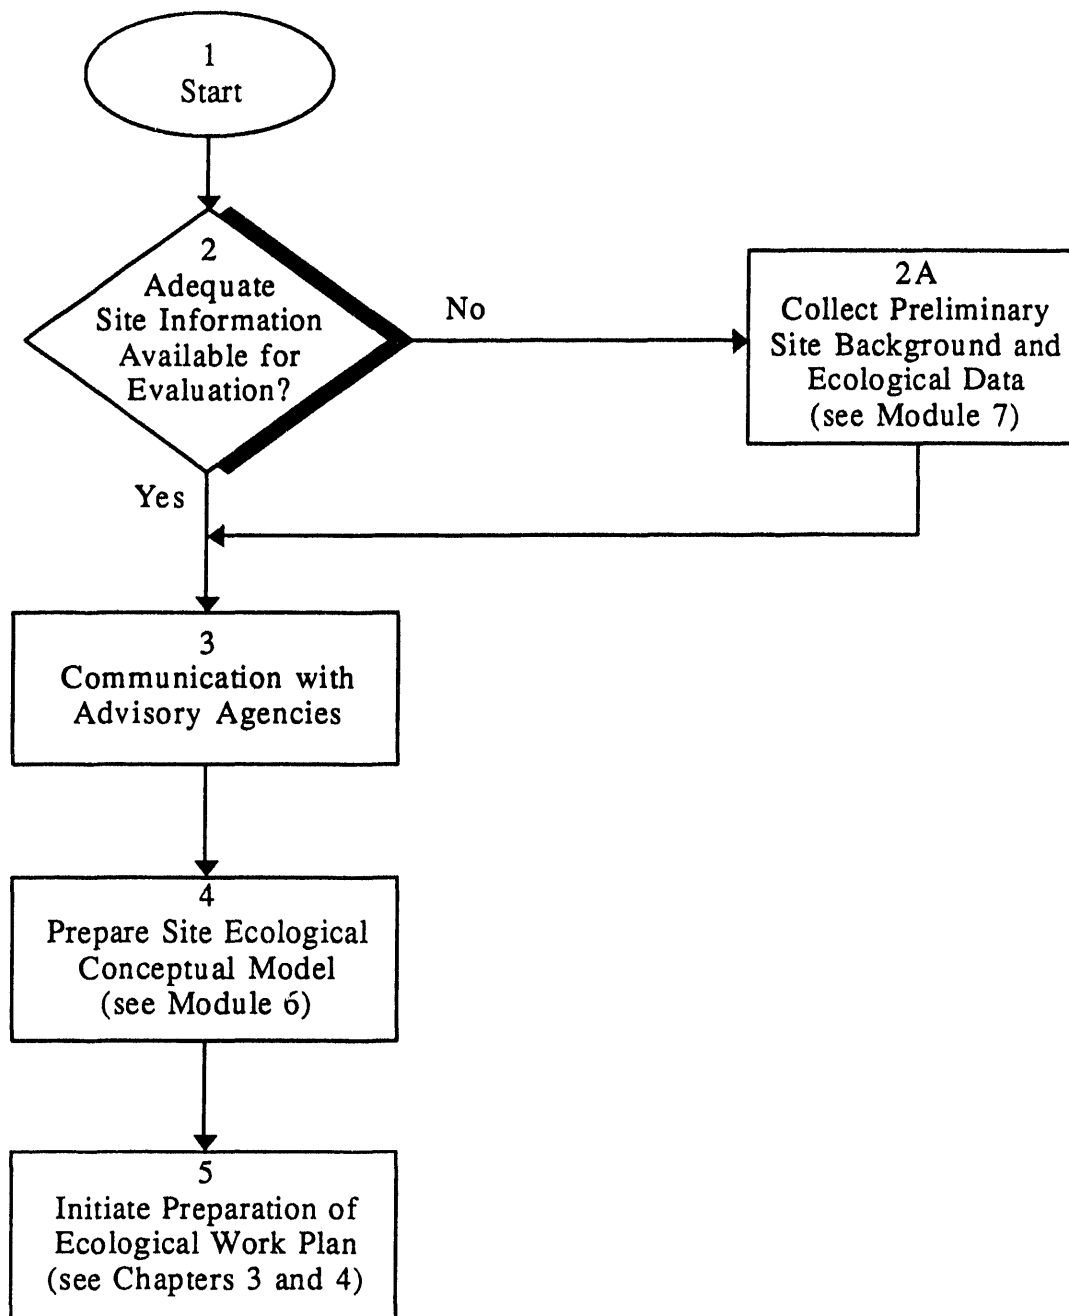 1
Start
2
Adequate
Site Information
Available for
Evaluation?
No
2A
Collect Preliminary
Site Background and
Ecological Data
(see Module 7)
Yes
3
Communication with
Advisory Agencies
4
Prepare Site Ecological
Conceptual Model
(see Module 6)
5
Initiate Preparation of
Ecological Work Plan
(see Chapters 3 and 4)